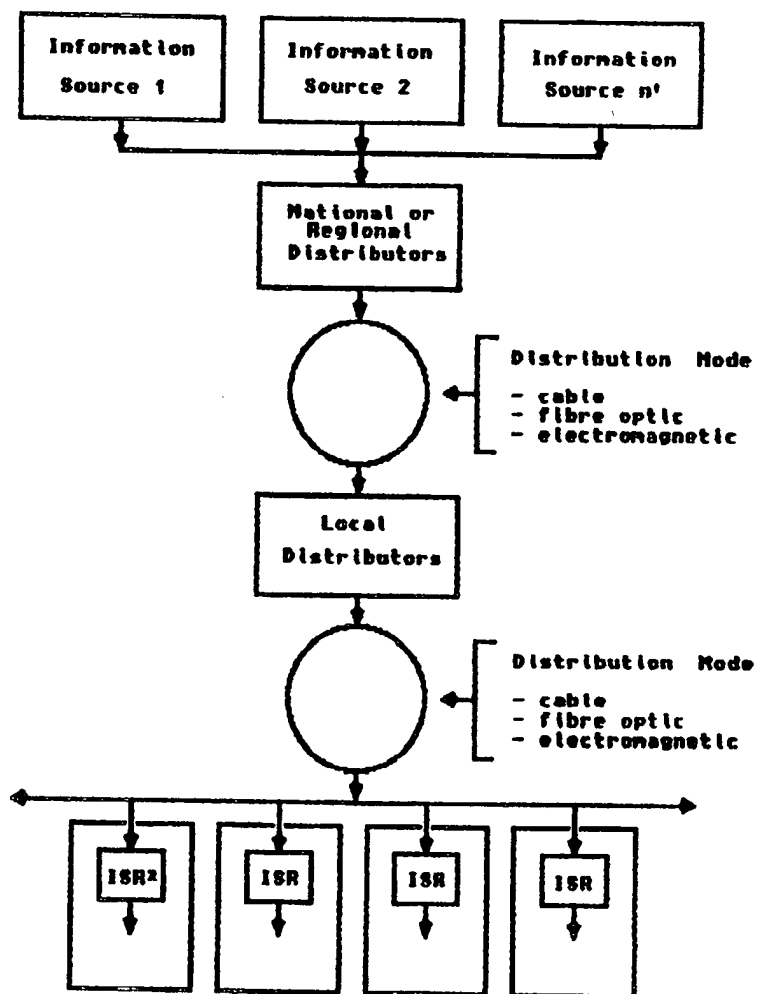 Information
Source 1
Information
Source 2
Information
Source n¹
National or
Regional
Distributors
Distribution Mode
- cable
- fibre optic
- electromagnetic
Local
Distributors
Distribution Mode
- cable
- fibre optic
- electromagnetic
ISR²
ISR
ISR
ISR